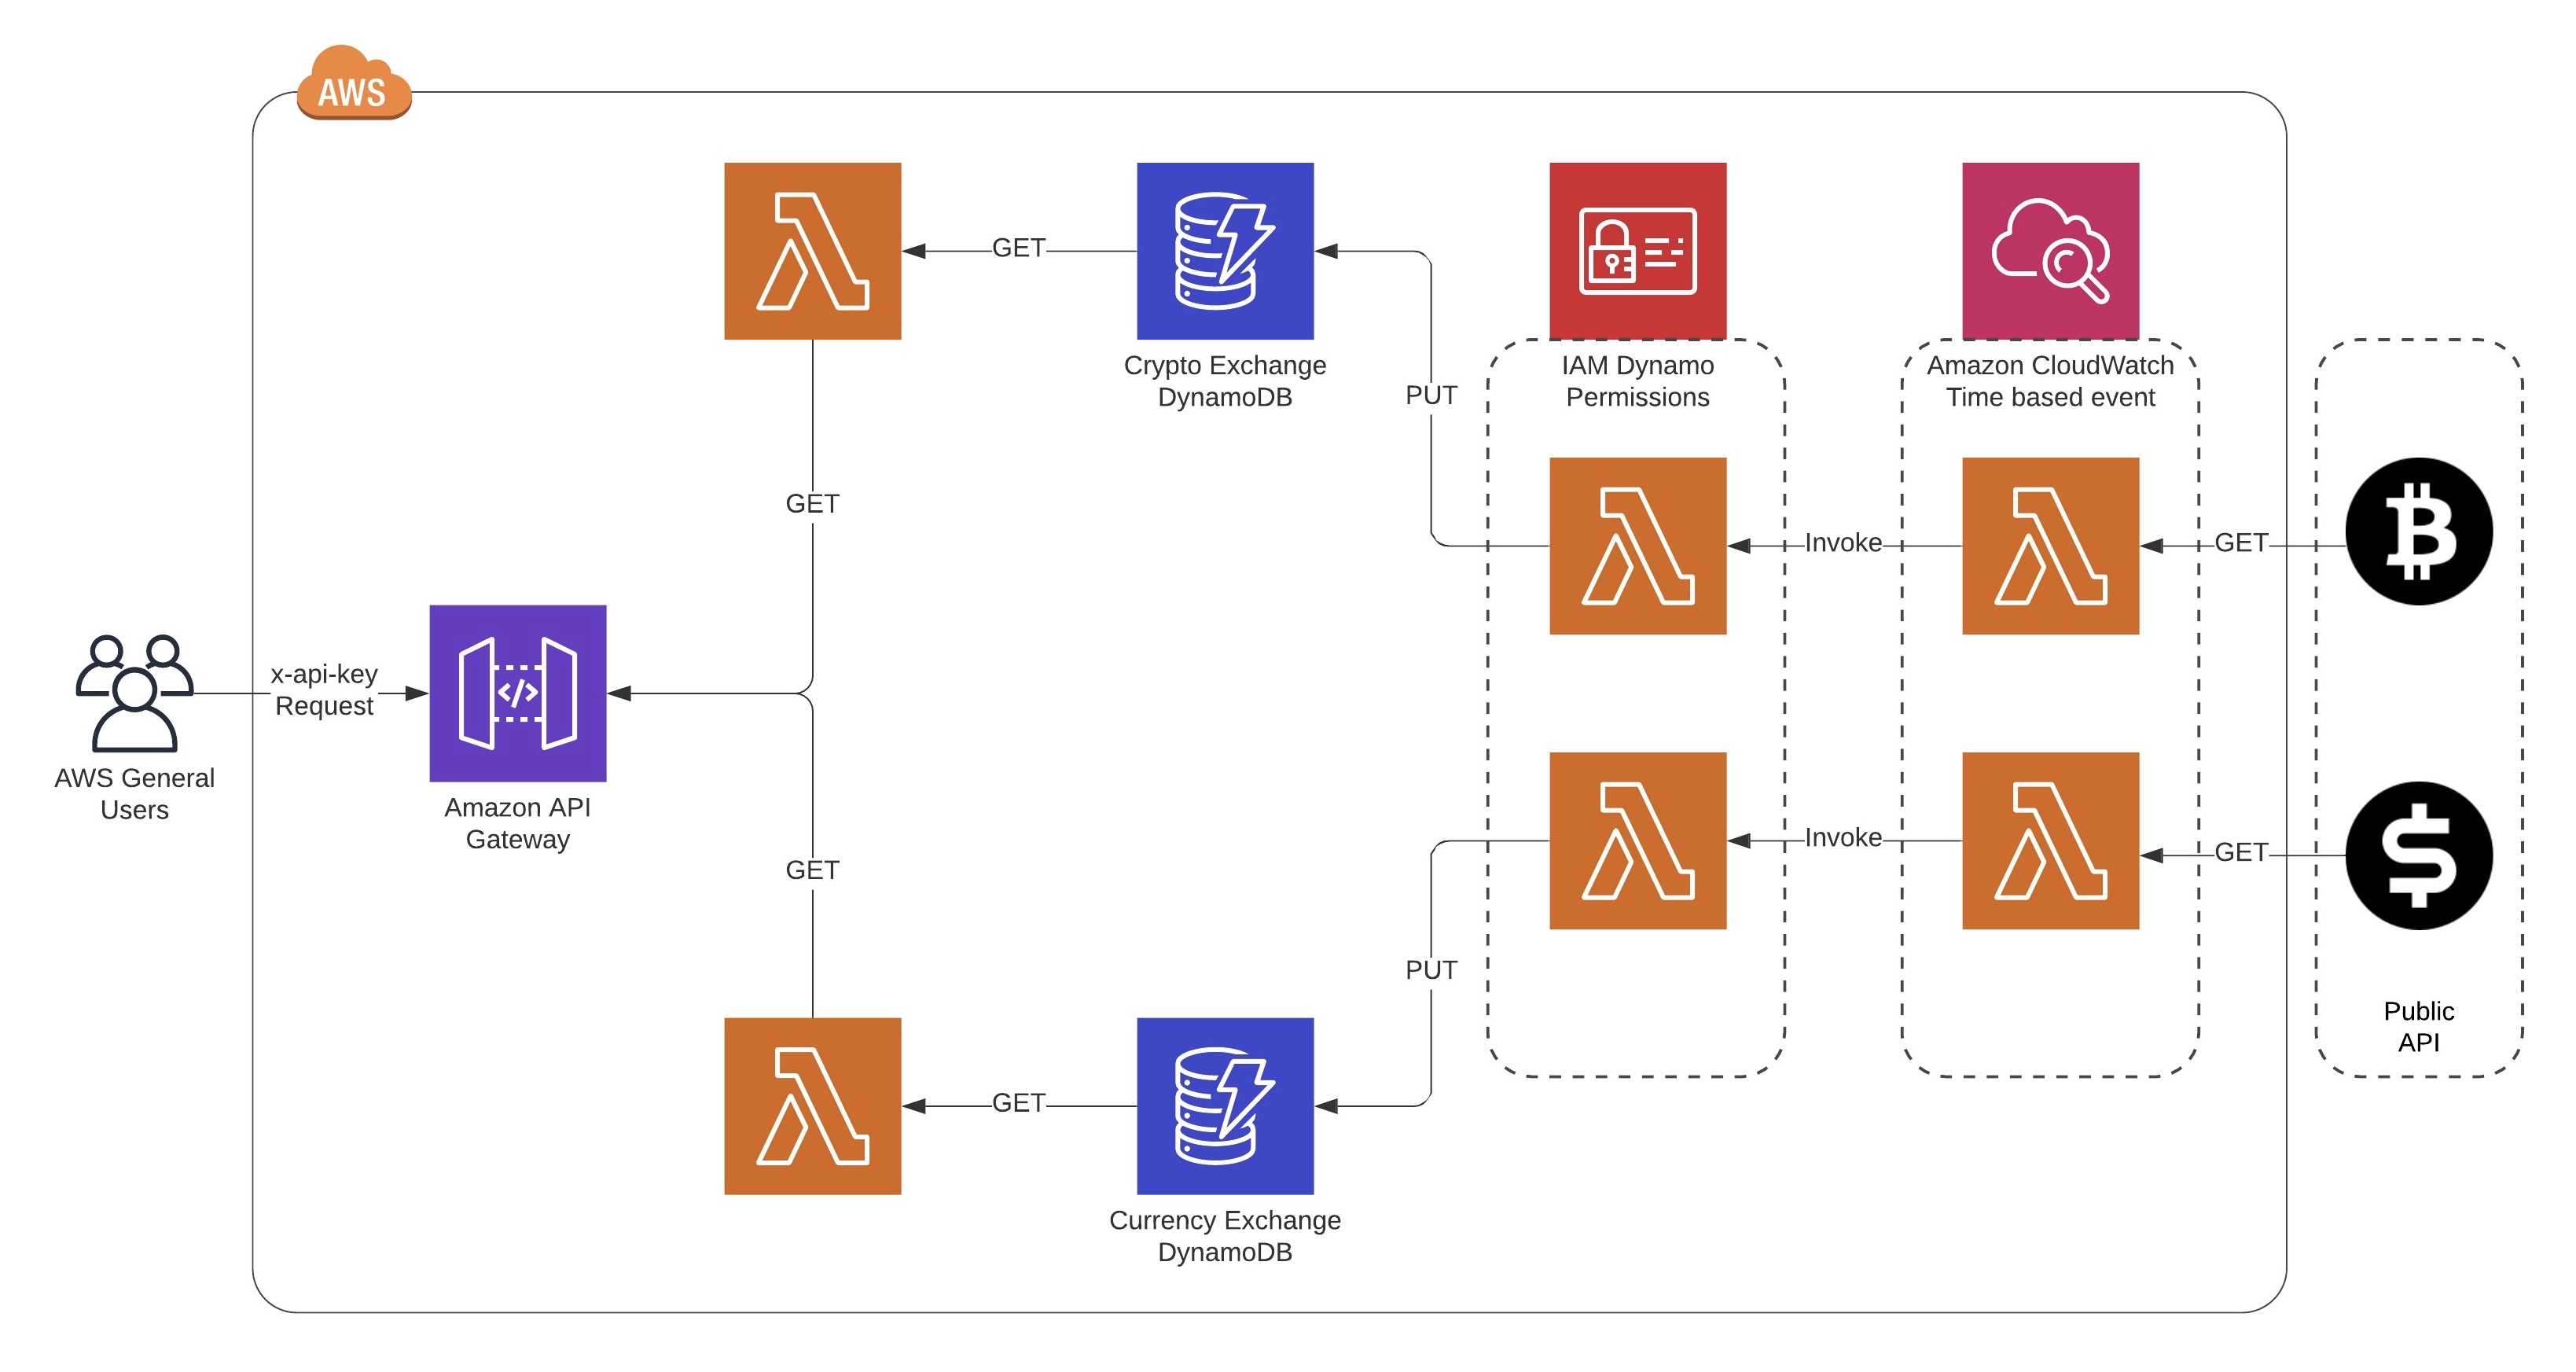 AWS
GET
Crypto Exchange
DynamoDB
IAM Dynamo
Permissions
Amazon CloudWatch
Time based event
PUT
GET
Invoke
GET
x-api-key
Request
AWS General
Users
Amazon API
Gateway
Invoke
GET
GET
PUT
Public
API
GET
Currency Exchange
DynamoDB